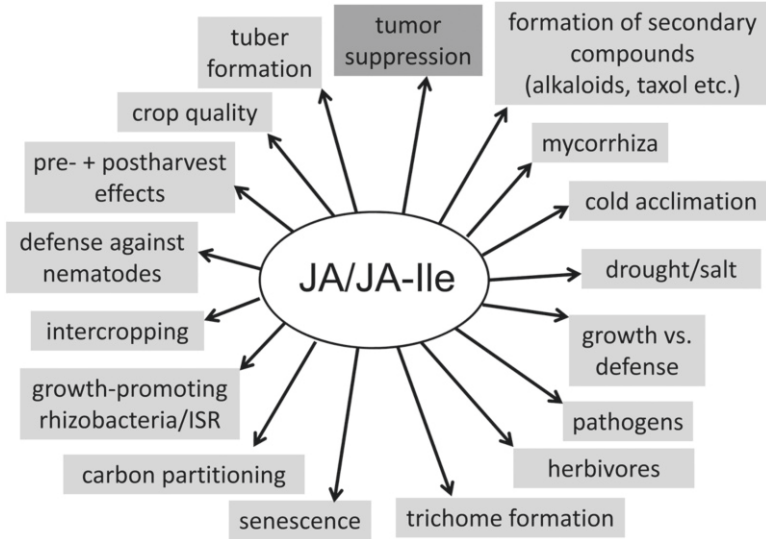 tumor
suppression
formation of secondary
compounds
(alkaloids, taxol etc.)
mycorrhiza
cold acclimation
drought/salt
growth vs.
defense
pathogens
herbivores
trichome formation
senescence
carbon partitioning
growth-promoting
rhizobacteria/ISR
intercropping
defense against
nematodes
pre- + postharvest
effects
crop quality
tuber
formation
JA/JA-Ile